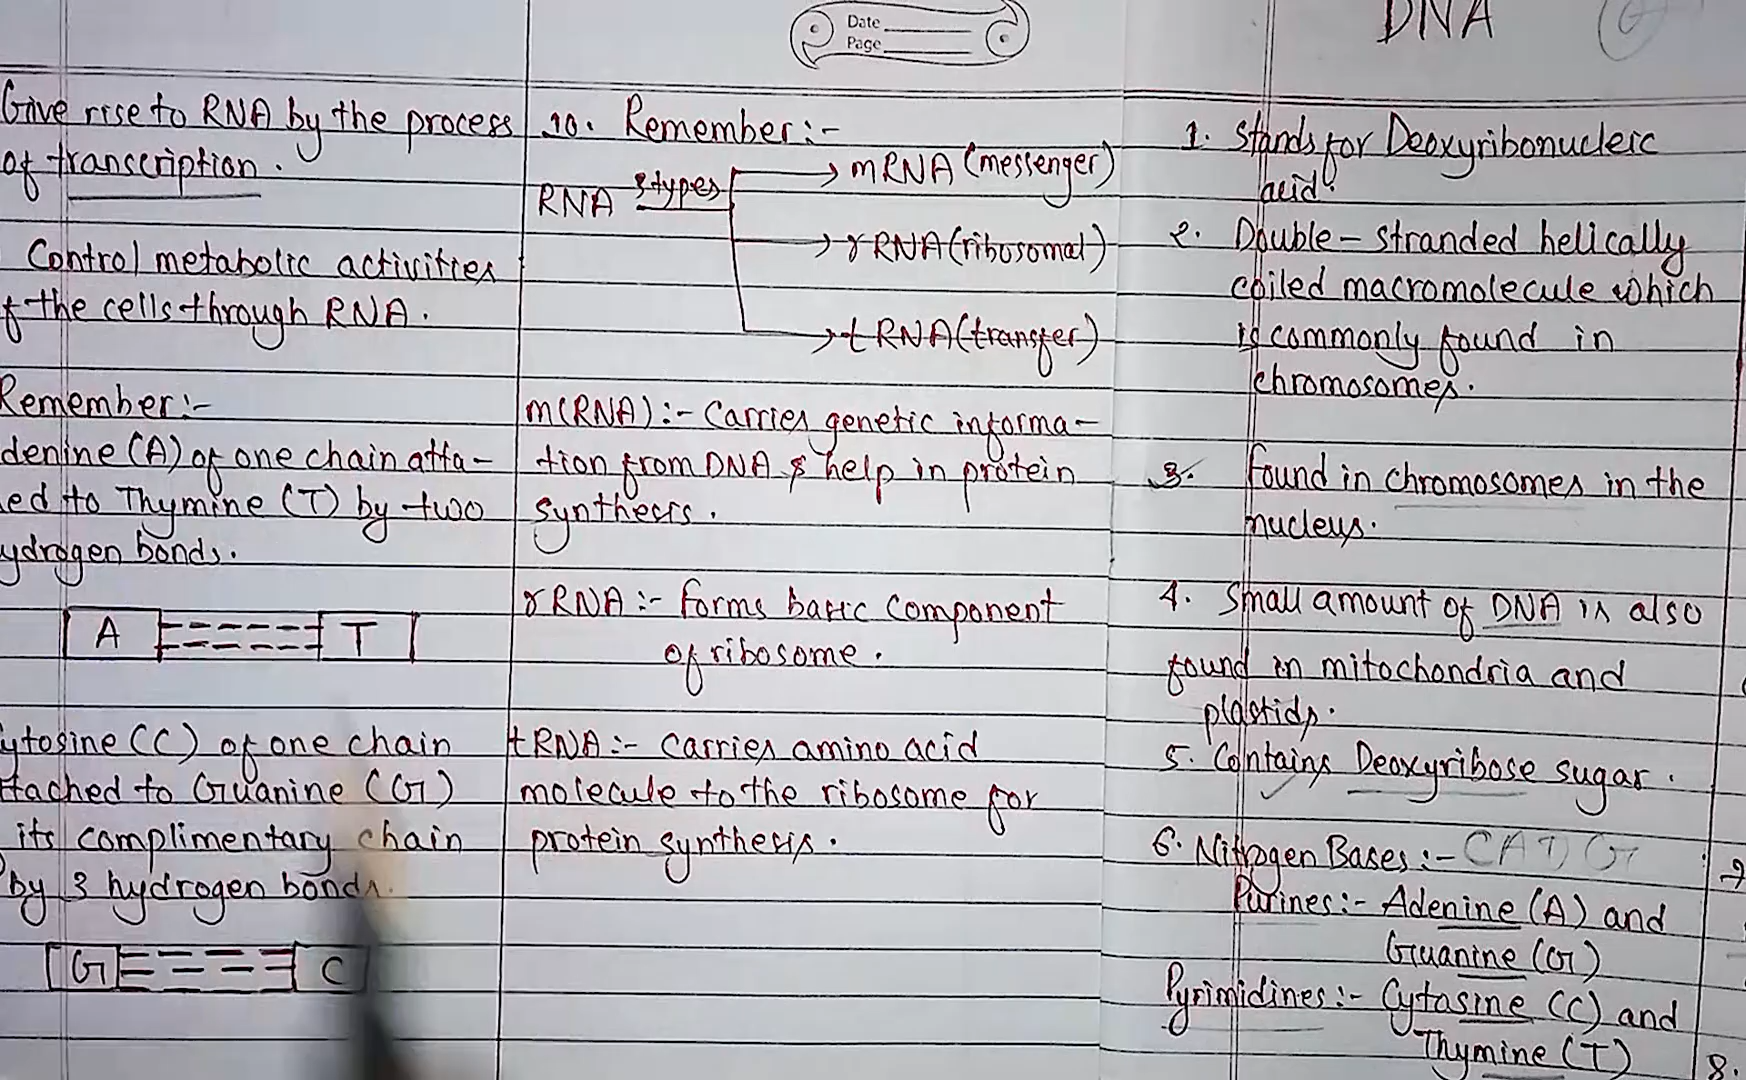 Date
Page
Give rise to RNA by the process
of transcription.
Control metabolic activities
f the cells through RNA.
Remember:-
denine (A) of one chain atta-
ed to Thymine (T) by two
ydrogen bonds.
A T
ytosine (C) of one chain
ttached to Guanine (G)
its complimentary chain
by 3 hydrogen bonds.
G C
10. Remember:-
RNA 3 types
mRNA (messenger)
rRNA (ribosomal)
tRNA (transfer)
m(RNA):- Carries genetic informa-
tion from DNA & help in protein
synthesis.
rRNA:- forms basic component
of ribosome.
tRNA:- carries amino acid
molecule to the ribosome for
protein synthesis.
DNA
1. Stands for Deoxyribonucleic
acid.
2. Double-stranded helically
coiled macromolecule which
is commonly found in
chromosomes.
3. found in chromosomes in the
nucleus.
4. Small amount of DNA is also
found in mitochondria and
plastids.
5. Contains Deoxyribose sugar.
6. Nitrogen Bases:-
Purines:- Adenine (A) and
Guanine (G)
Pyrimidines:- Cytosine (C) and
Thymine (T)
8.